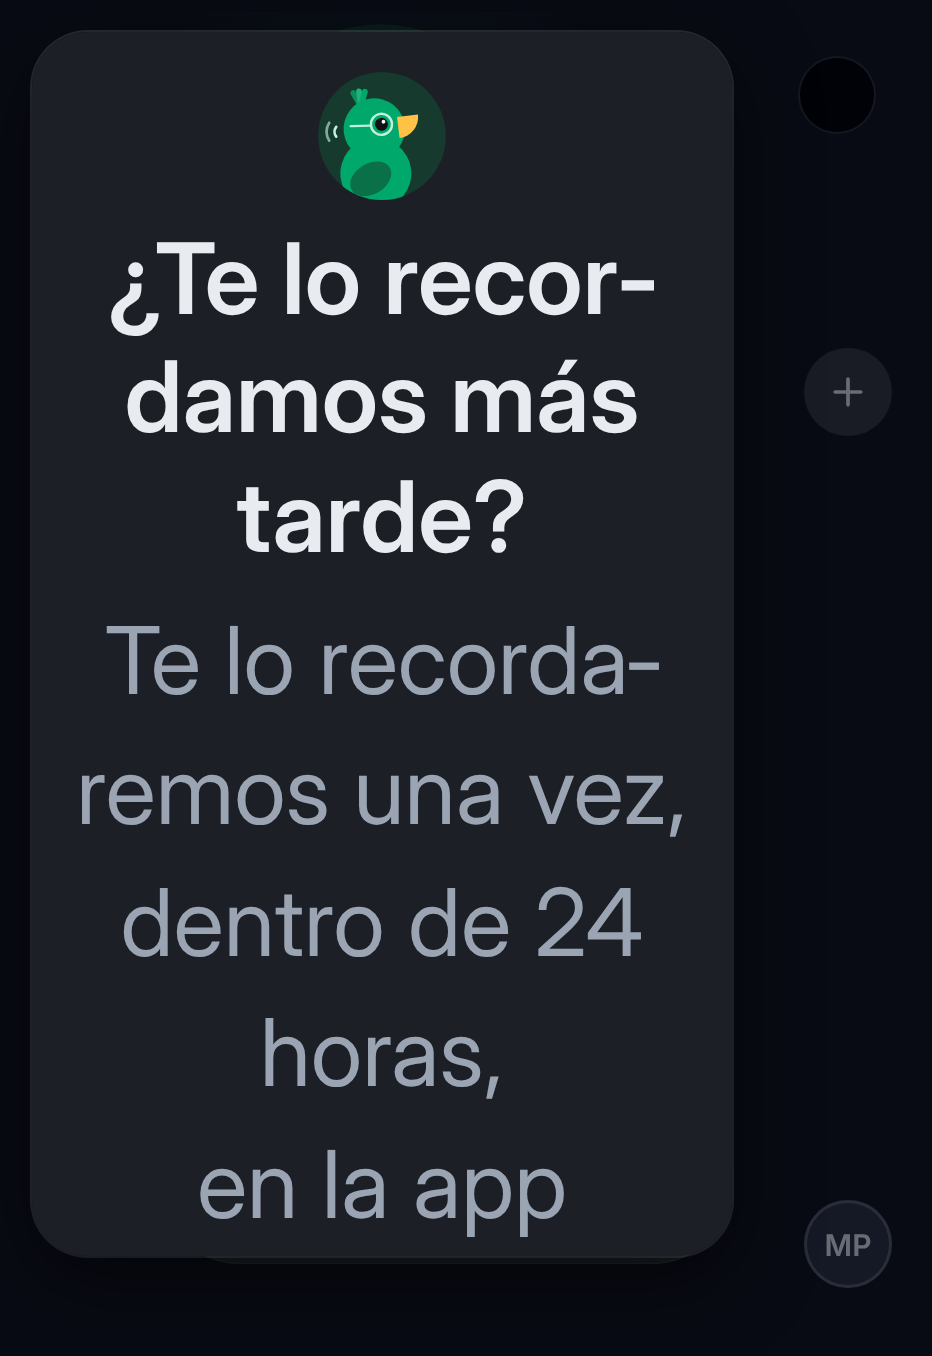 ¿Te lo recor-
damos más
tarde?
Te lo recorda-
remos una vez,
dentro de 24
horas,
en la app
MP